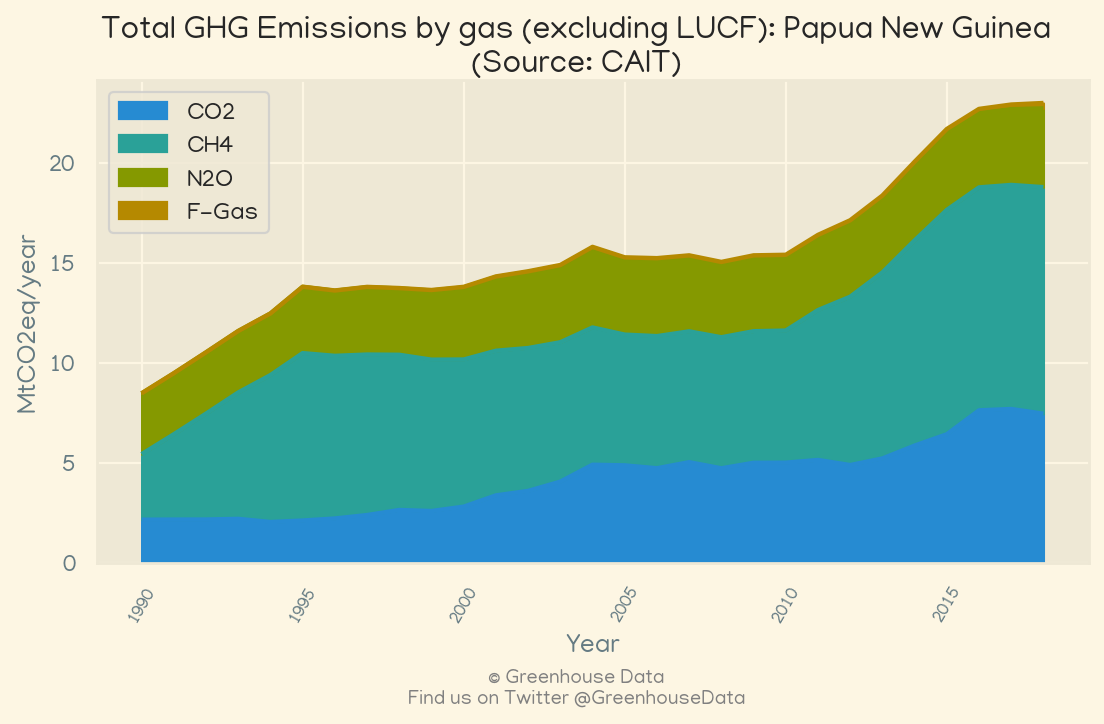 Total GHG Emissions by gas (excluding LUCF): Papua New Guinea
(Source: CAIT)
CO2
CH4
N2O
F-Gas
MtCO2eq/year
20
15
10
5
0
1990
1995
2000
2005
2010
2015
Year
© Greenhouse Data
Find us on Twitter @GreenhouseData